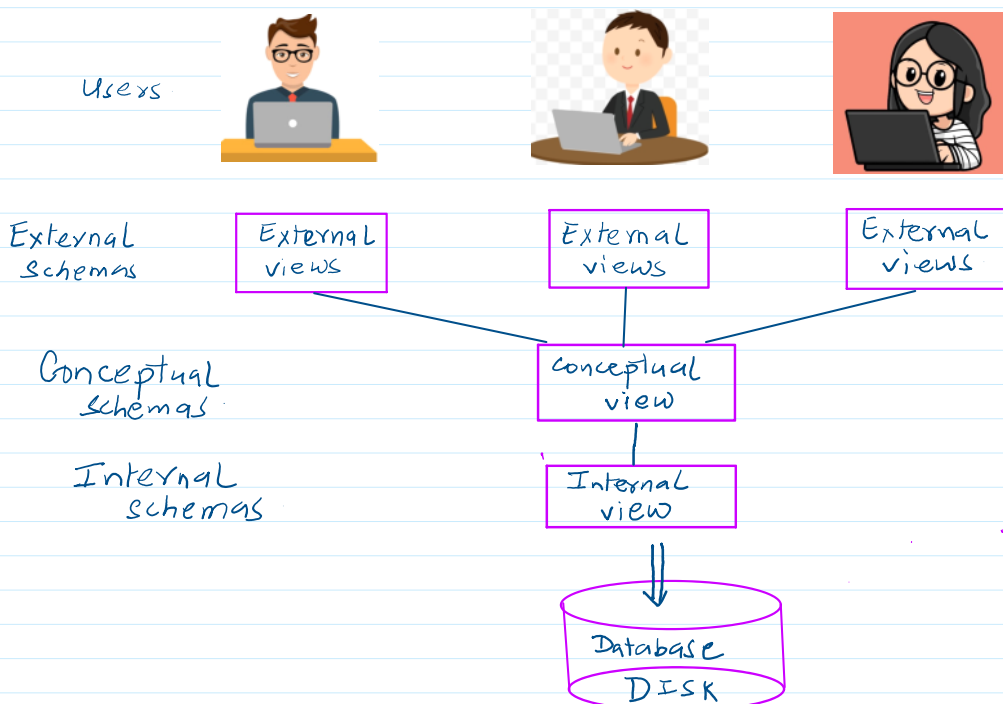 Users
External
schemas
External
views
External
views
External
views
Conceptual
schemas
conceptual
view
Internal
schemas
Internal
view
Database
DISK